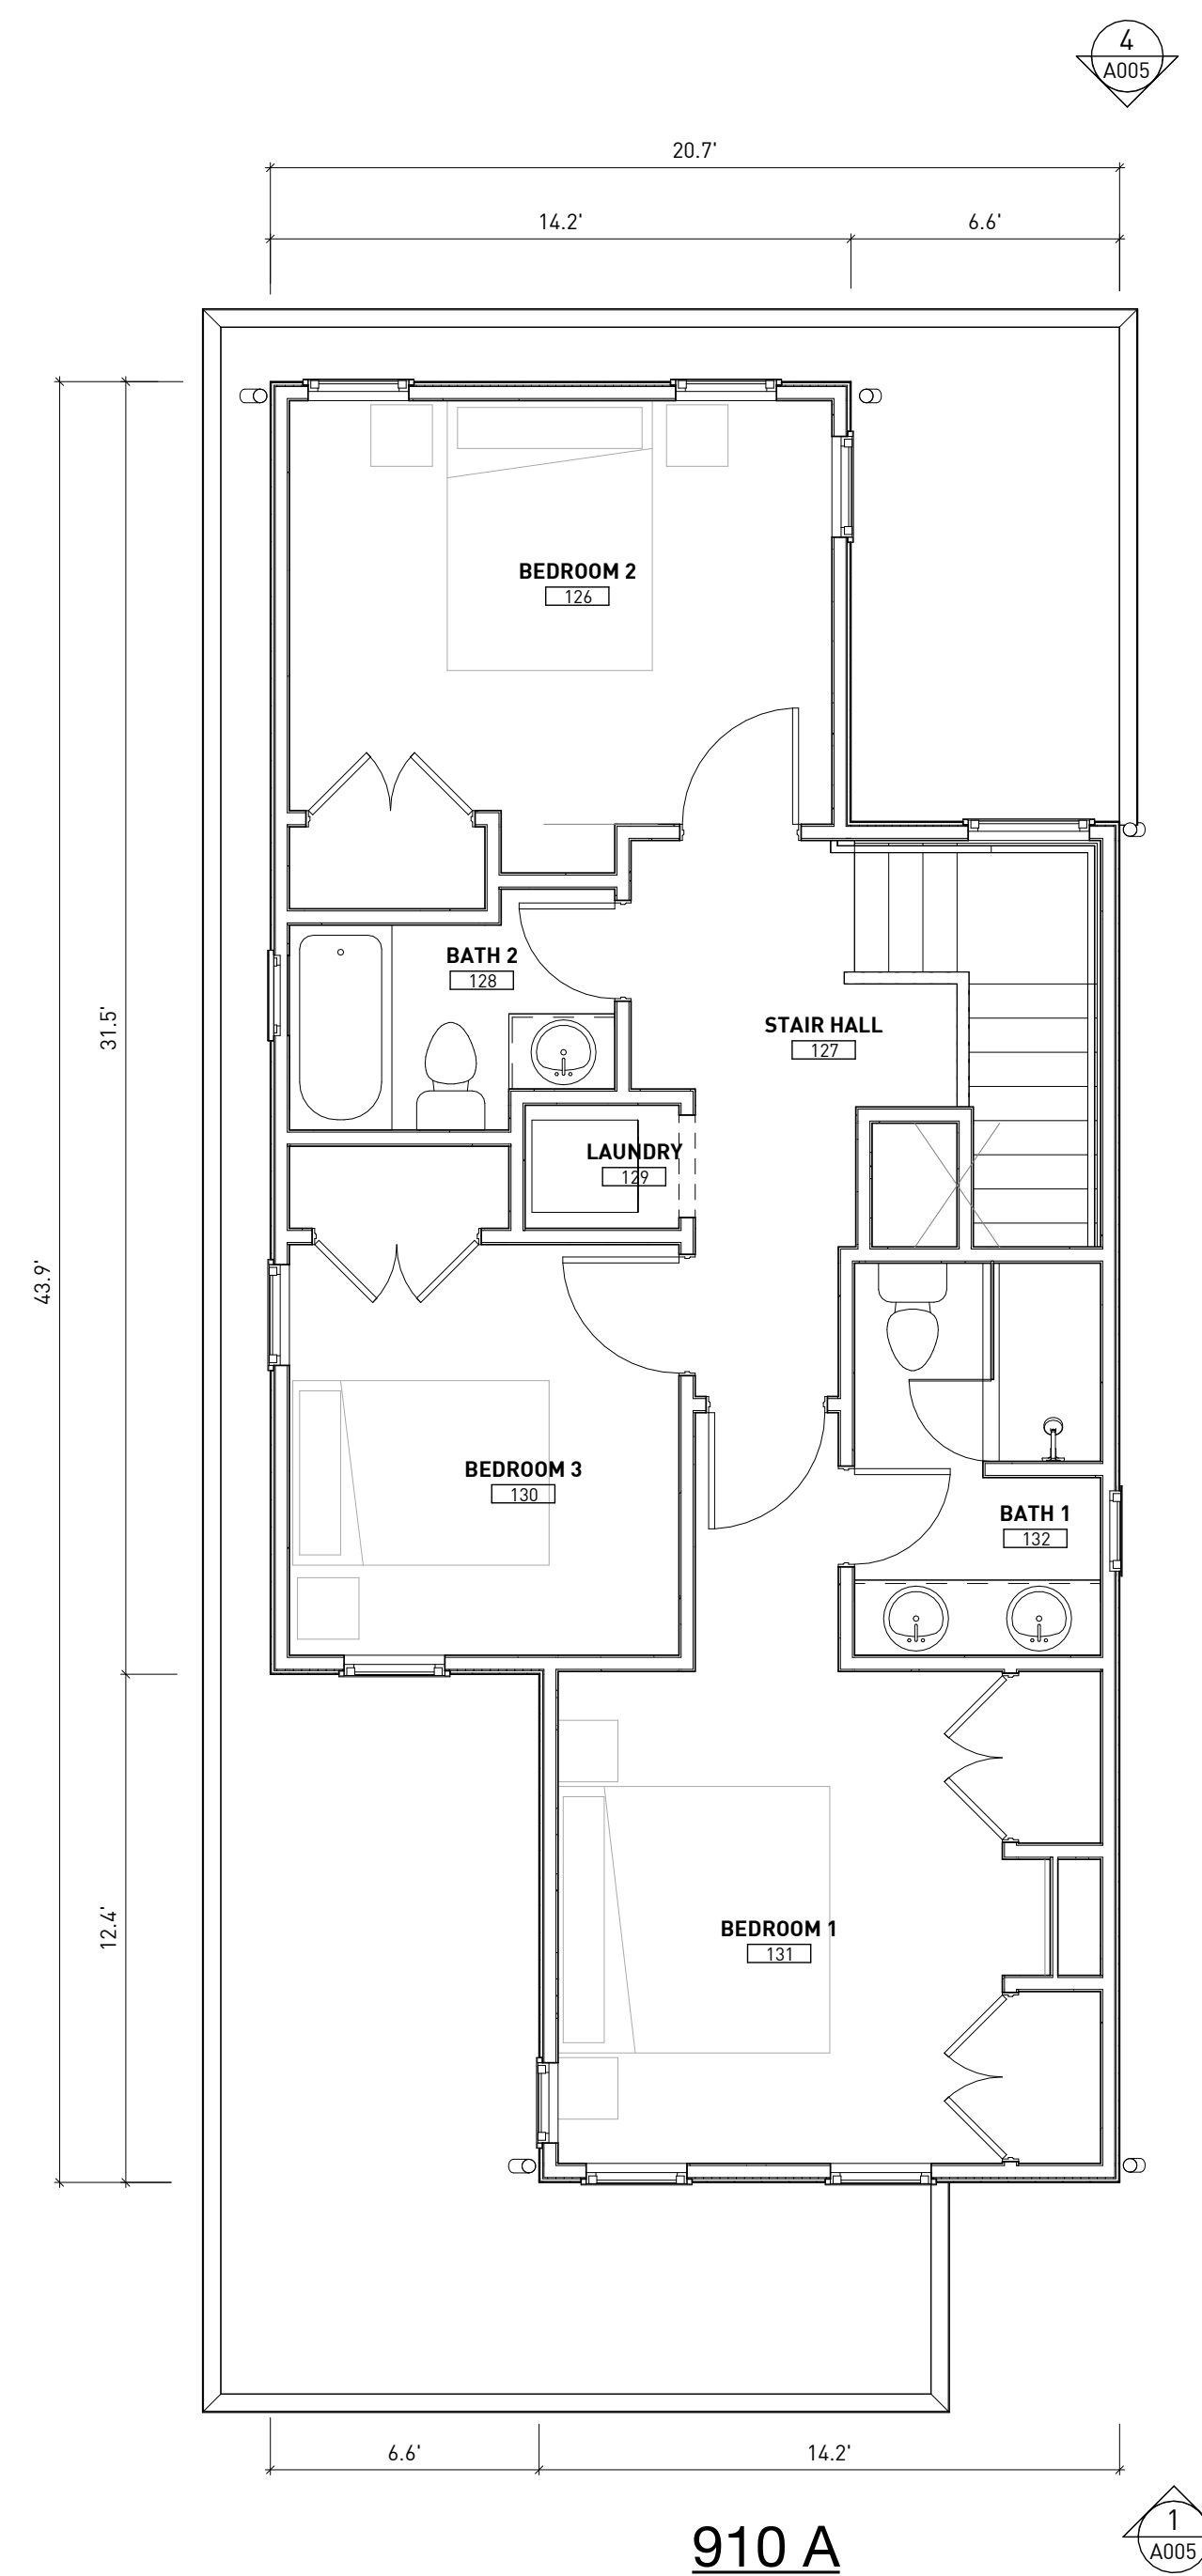 4
A005
20.7'
14.2'
6.6'
BEDROOM 2
126
BATH 2
128
31.5'
STAIR HALL
127
LAUNDRY
129
43.9'
BEDROOM 3
130
BATH 1
132
12.4'
BEDROOM 1
131
6.6'
14.2'
910 A
1
A005